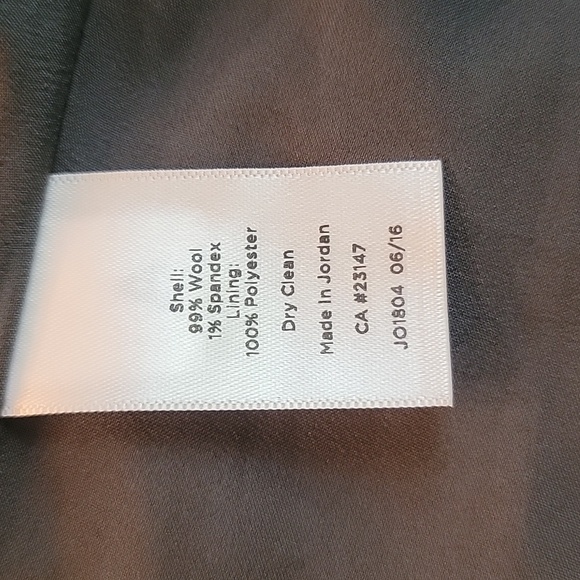 Shell:
99% Wool
1% Spandex
Lining:
100% Polyester
Dry Clean
Made In Jordan
CA #23147
JO1804 06/16